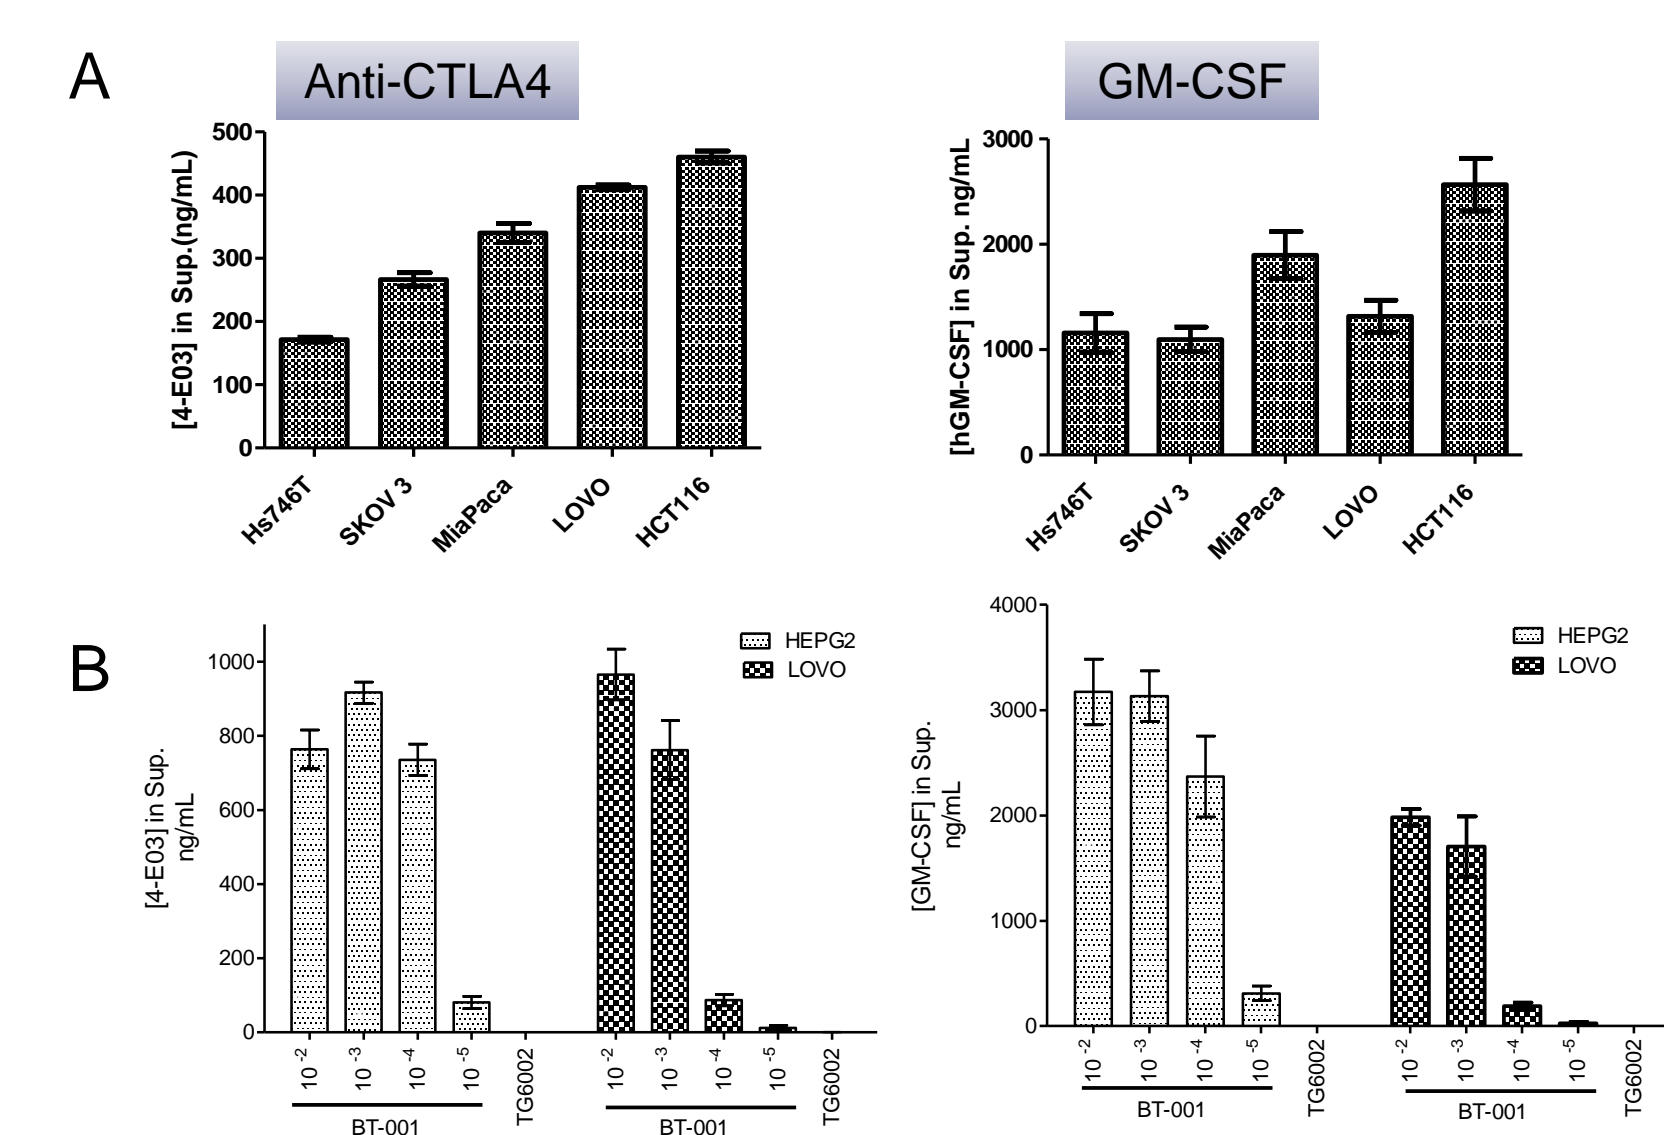 A
Anti-CTLA4
GM-CSF
[4-E03] in Sup.(ng/mL)
500
400
300
200
100
0
Hs746T
SKOV 3
MiaPaca
LOVO
HCT116
[hGM-CSF] in Sup. ng/mL
3000
2000
1000
0
Hs746T
SKOV 3
MiaPaca
LOVO
HCT116
B
[4-E03] in Sup.
ng/mL
1000
800
600
400
200
0
HEPG2
LOVO
10 -2
10 -3
10 -4
10 -5
TG6002
10 -2
10 -3
10 -4
10 -5
TG6002
BT-001
BT-001
[GM-CSF] in Sup.
ng/mL
4000
3000
2000
1000
0
HEPG2
LOVO
10 -2
10 -3
10 -4
10 -5
TG6002
10 -2
10 -3
10 -4
10 -5
TG6002
BT-001
BT-001